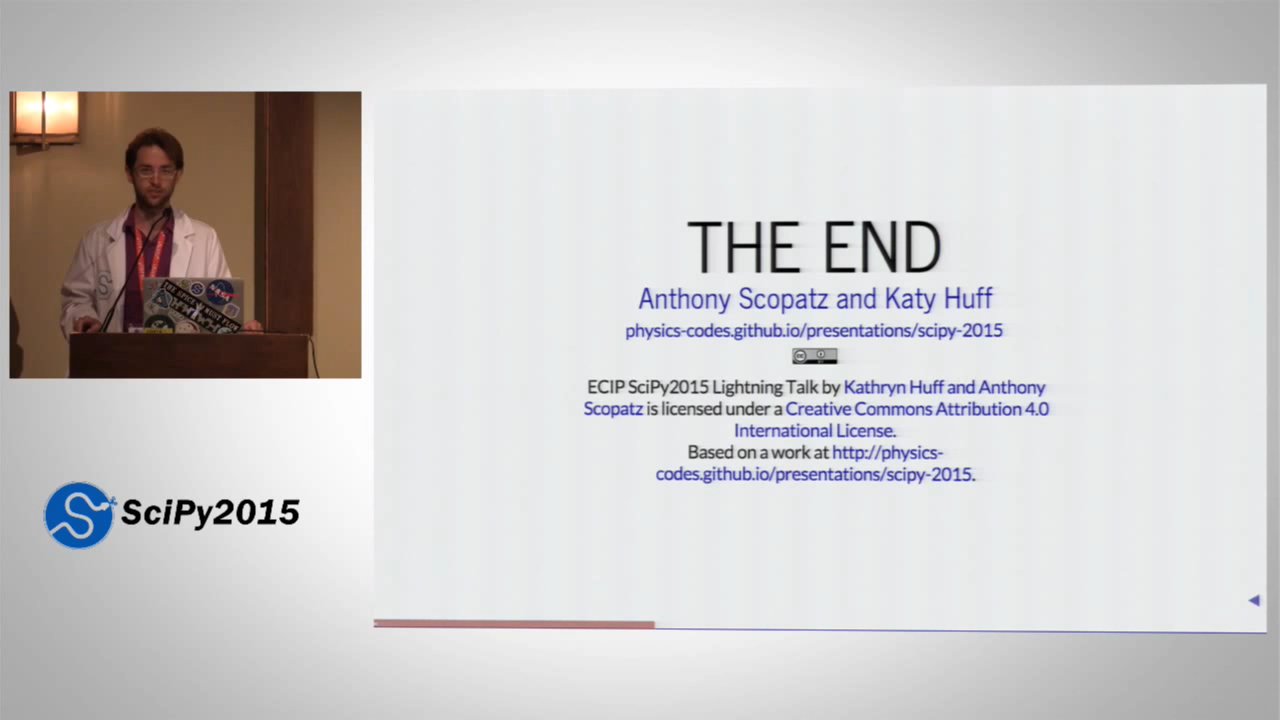 THE END
Anthony Scopatz and Katy Huff
physics-codes.github.io/presentations/scipy-2015
ECIP SciPy2015 Lightning Talk by Kathryn Huff and Anthony
Scopatz is licensed under a Creative Commons Attribution 4.0
International License.
Based on a work at http://physics-
codes.github.io/presentations/scipy-2015.
SciPy2015
NASA